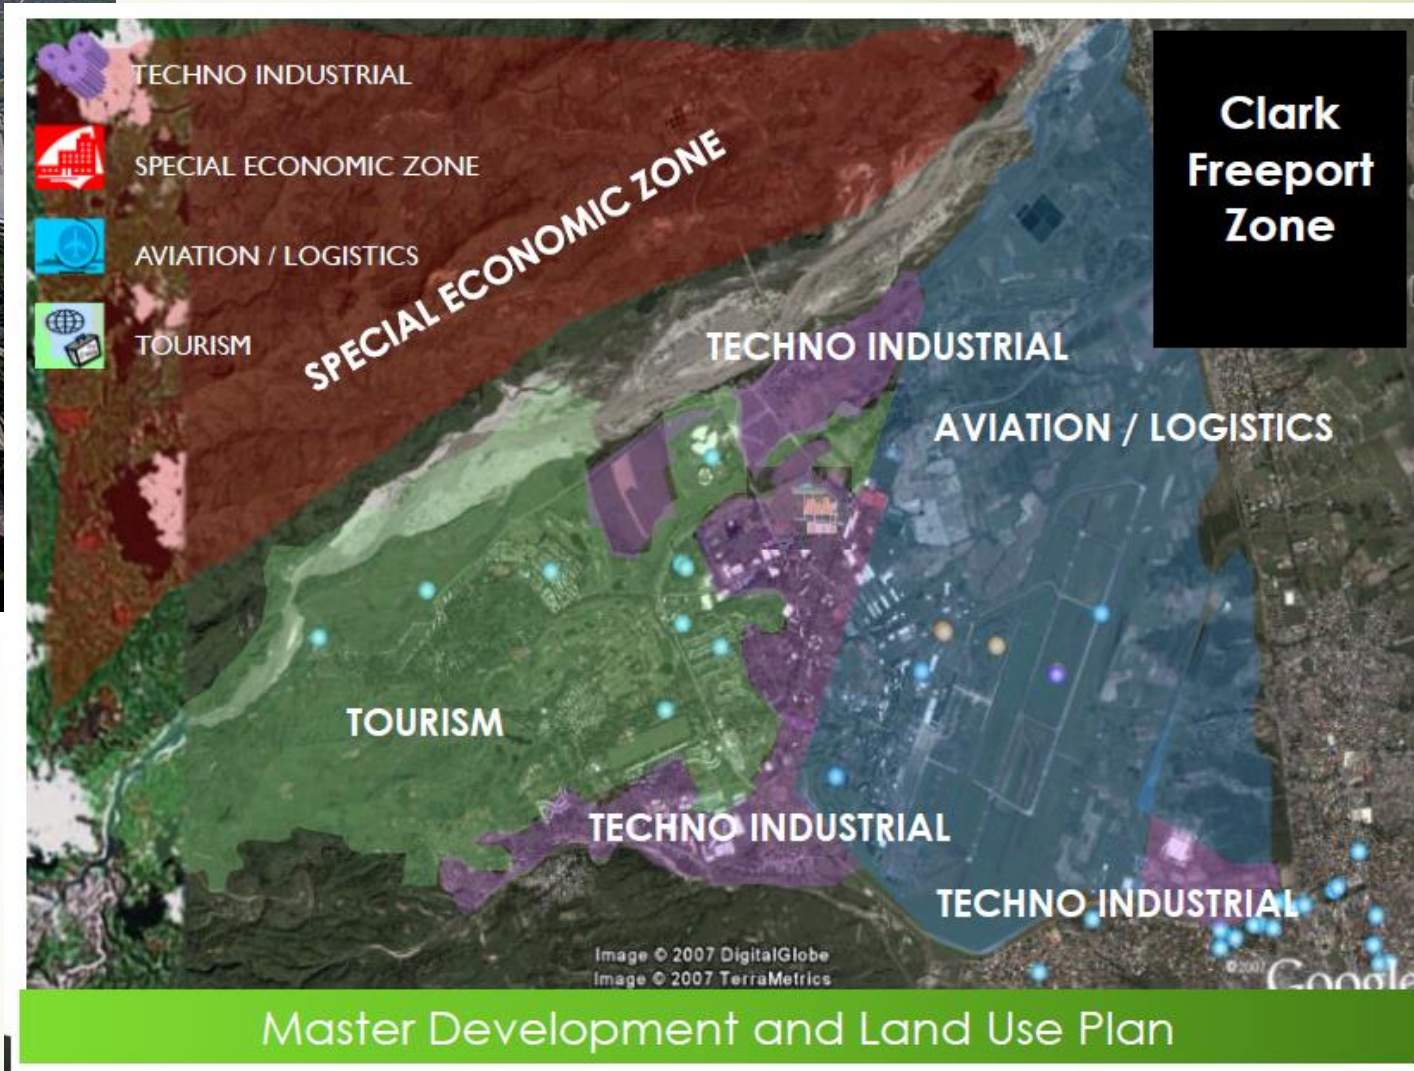 TECHNO INDUSTRIAL
SPECIAL ECONOMIC ZONE
AVIATION / LOGISTICS
TOURISM
Clark
Freeport
Zone
SPECIAL ECONOMIC ZONE
TECHNO INDUSTRIAL
AVIATION / LOGISTICS
TOURISM
TECHNO INDUSTRIAL
TECHNO INDUSTRIAL
Image © 2007 DigitalGlobe
Image © 2007 TerraMetrics
©2007 Google
Master Development and Land Use Plan